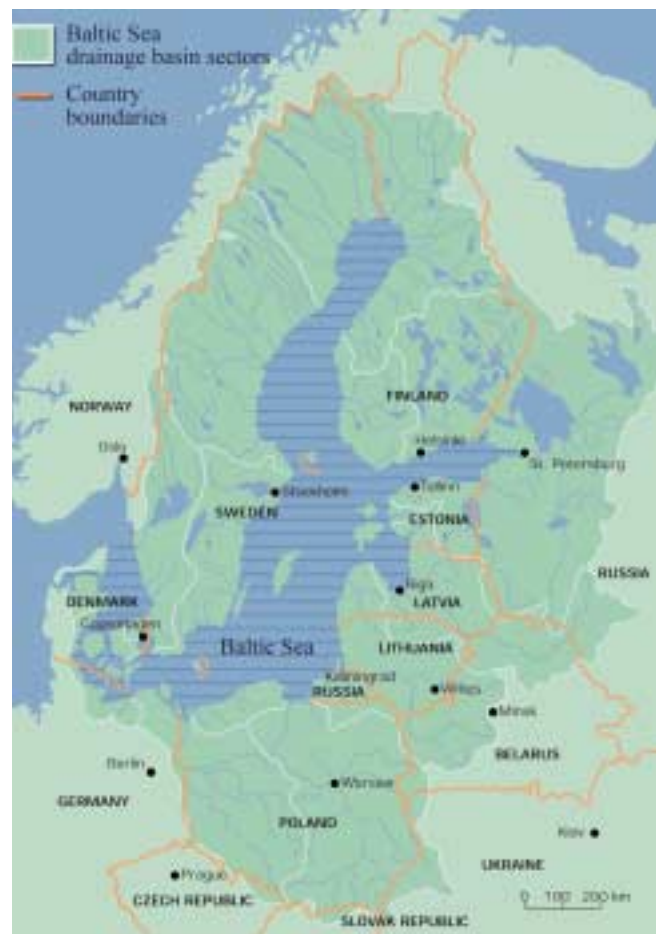 Baltic Sea
drainage basin sectors
Country
boundaries
NORWAY
Oslo
FINLAND
Helsinki
St. Petersburg
Stockholm
Tallinn
SWEDEN
ESTONIA
RUSSIA
DENMARK
Riga
LATVIA
Copenhagen
Baltic Sea
LITHUANIA
Kaliningrad
RUSSIA
Vilnius
Minsk
BELARUS
Berlin
GERMANY
Warsaw
POLAND
Kiev
UKRAINE
Prague
CZECH REPUBLIC
0 100 200 km
SLOVAK REPUBLIC